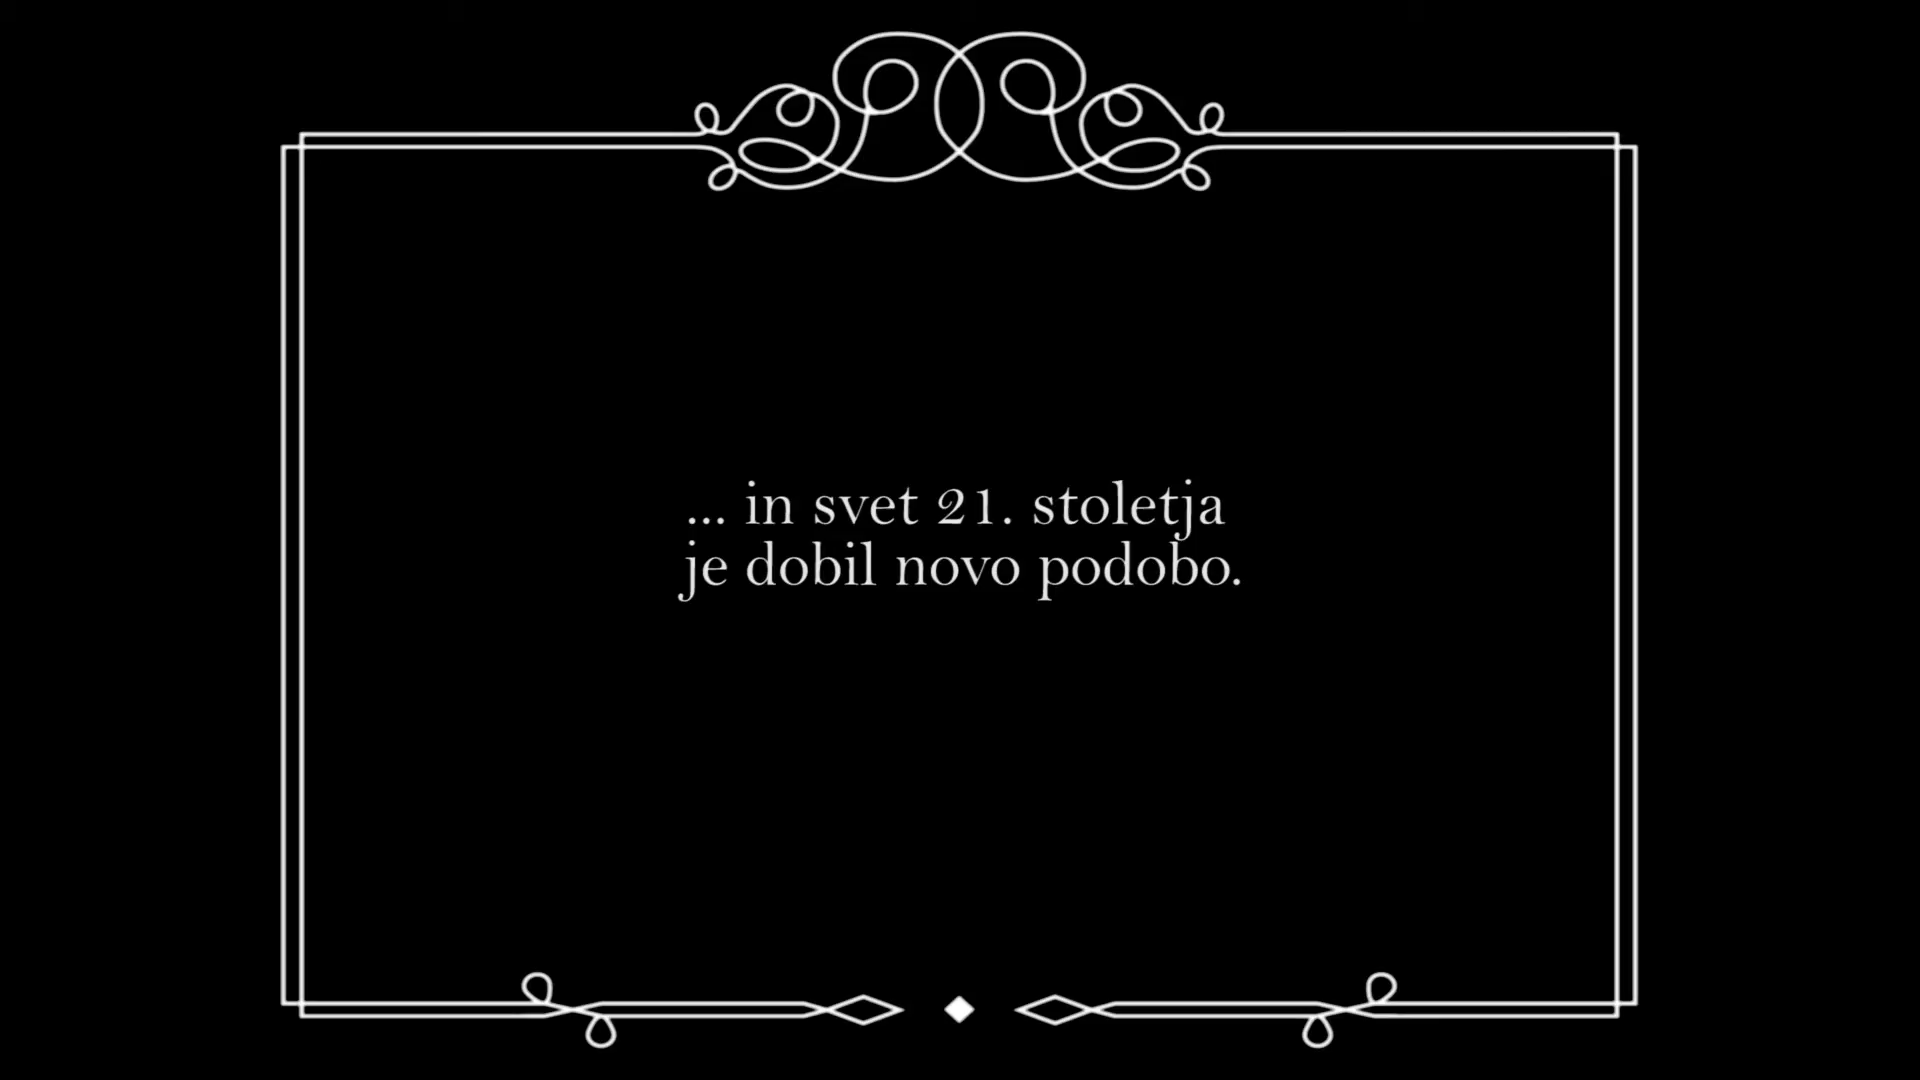 ... in svet 21. stoletja
je dobil novo podobo.